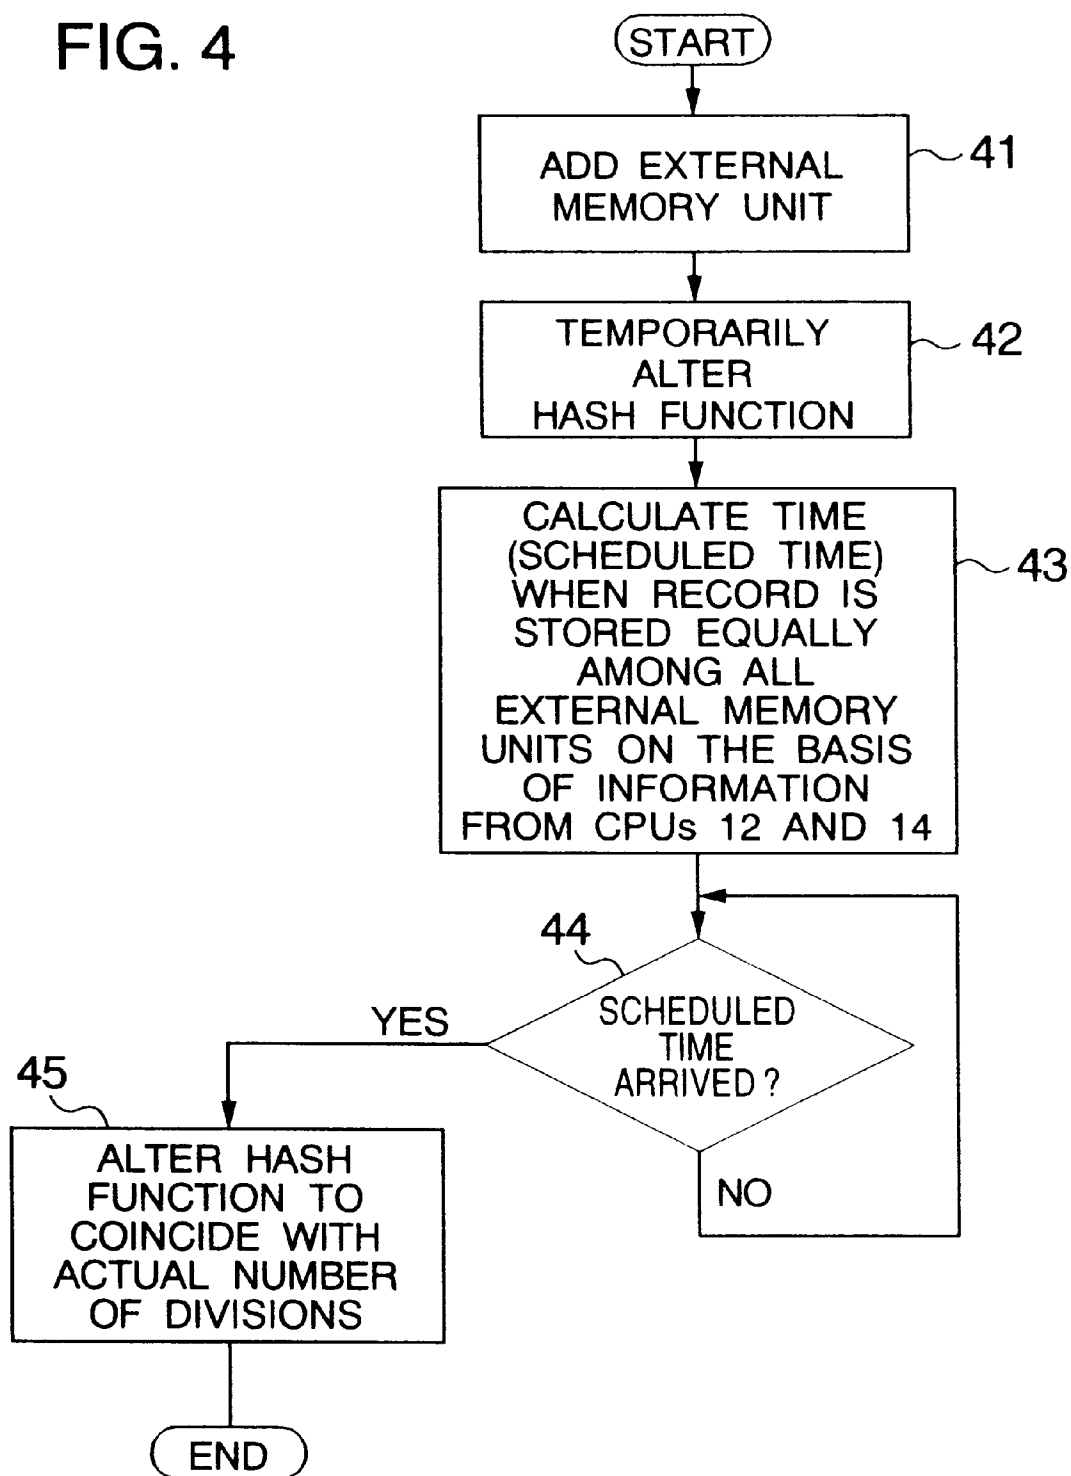 FIG. 4
START
ADD EXTERNAL
MEMORY UNIT
41
TEMPORARILY
ALTER
HASH FUNCTION
42
CALCULATE TIME
(SCHEDULED TIME)
WHEN RECORD IS
STORED EQUALLY
AMONG ALL
EXTERNAL MEMORY
UNITS ON THE BASIS
OF INFORMATION
FROM CPUs 12 AND 14
43
44
SCHEDULED
TIME
ARRIVED?
YES
NO
45
ALTER HASH
FUNCTION TO
COINCIDE WITH
ACTUAL NUMBER
OF DIVISIONS
END